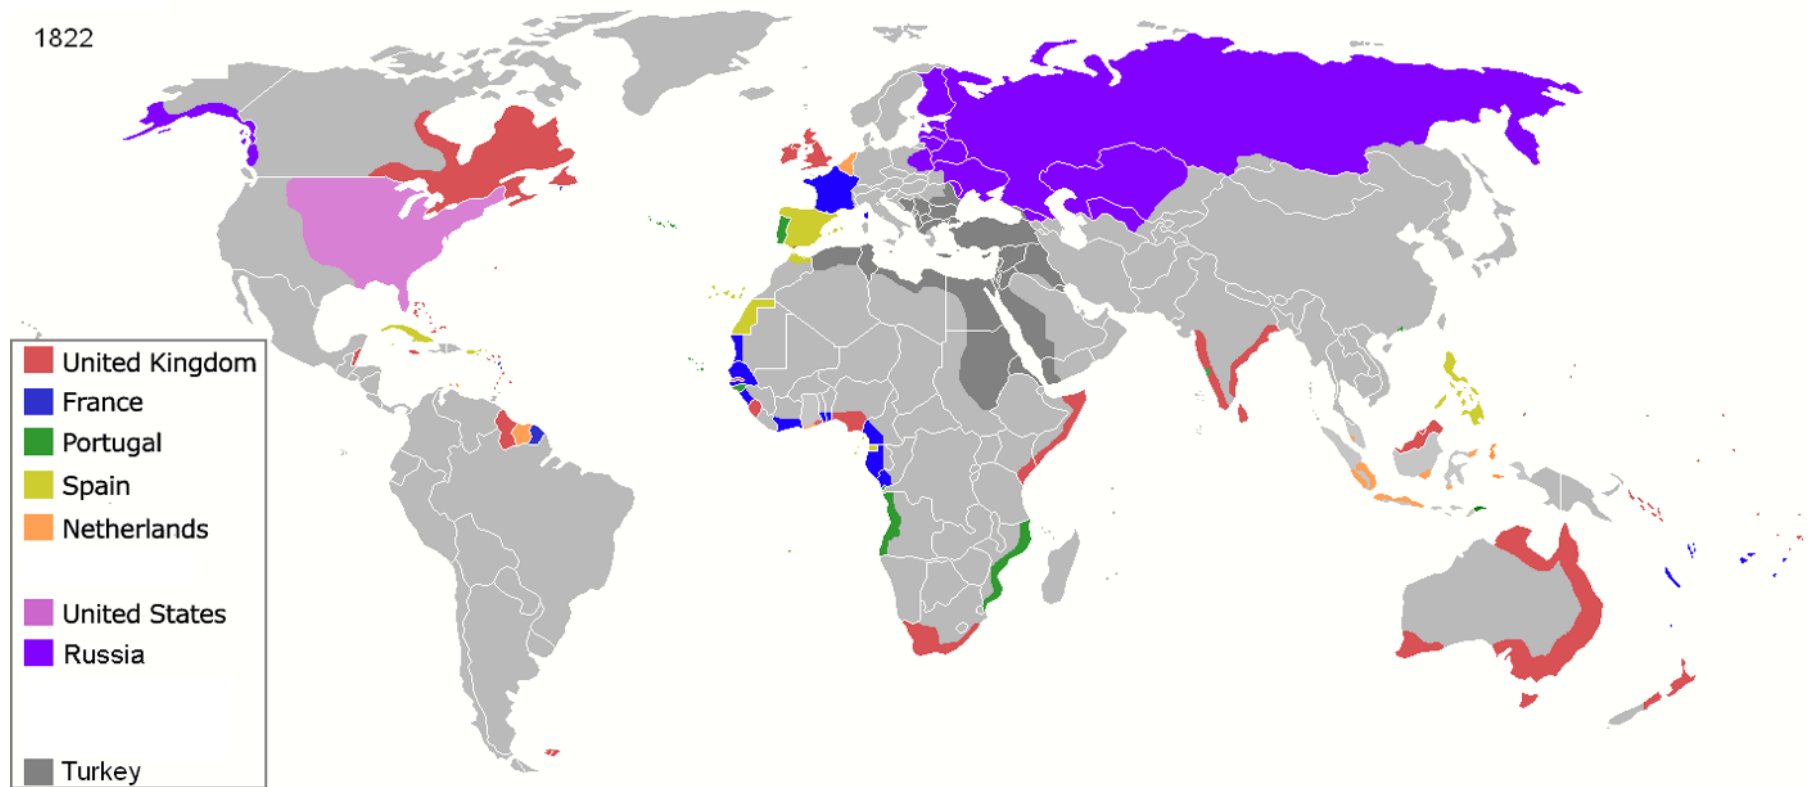 1822
United Kingdom
France
Portugal
Spain
Netherlands
United States
Russia
Turkey